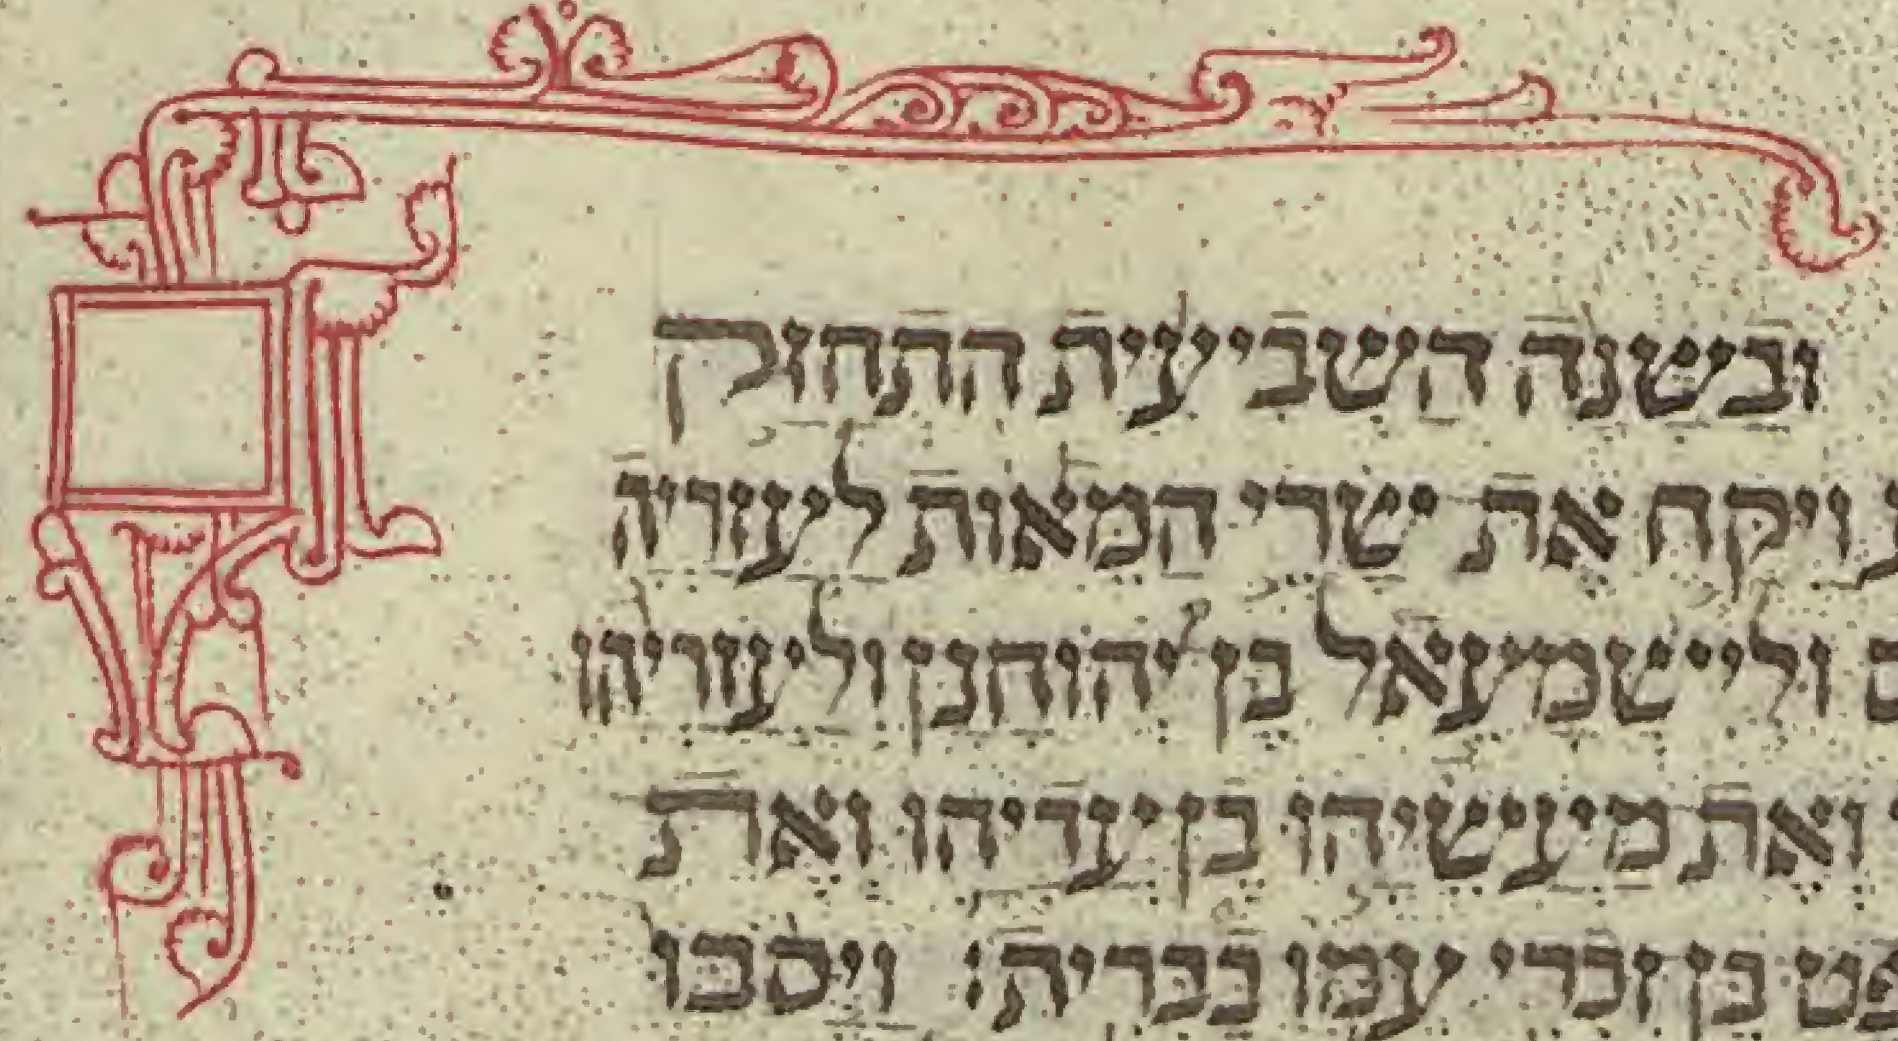 ובשנה השביעית התחזק
ויקח את שרי המאות לעזריה
ולישמעאל בן יהוחנן ולעזריהו
ואת מעשיהו בן עדיהו ואת
בן זכרי עמו בברית׃ ויסבו